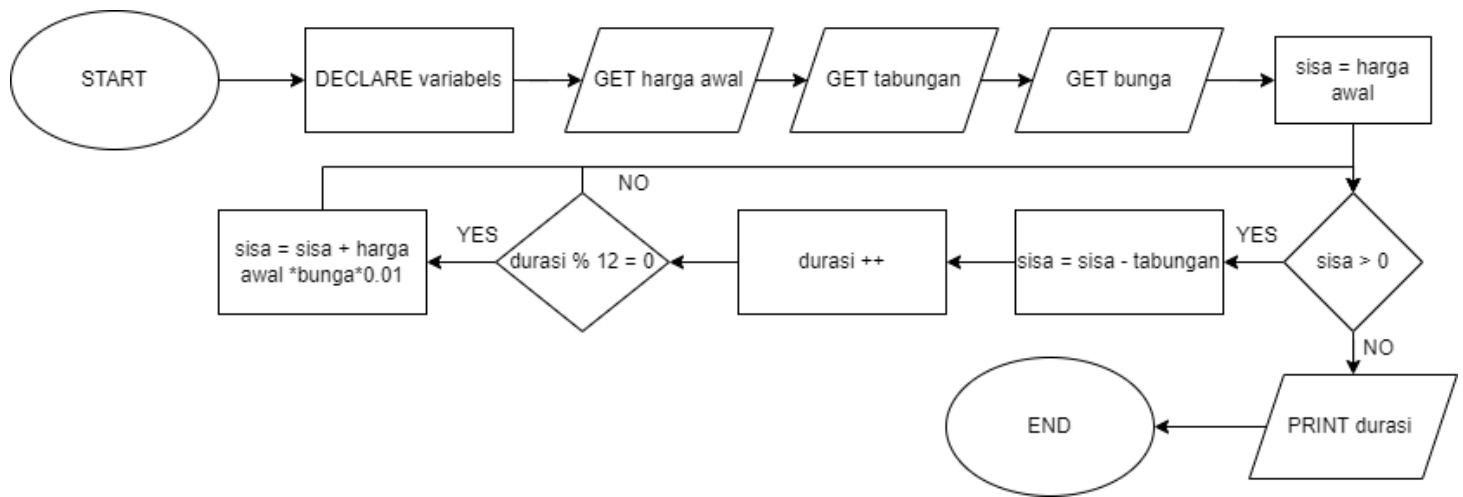 START
DECLARE variabels
GET harga awal
GET tabungan
GET bunga
sisa = harga
awal
NO
YES
YES
sisa = sisa + harga
awal *bunga*0.01
durasi % 12 = 0
durasi ++
sisa = sisa - tabungan
sisa > 0
NO
END
PRINT durasi